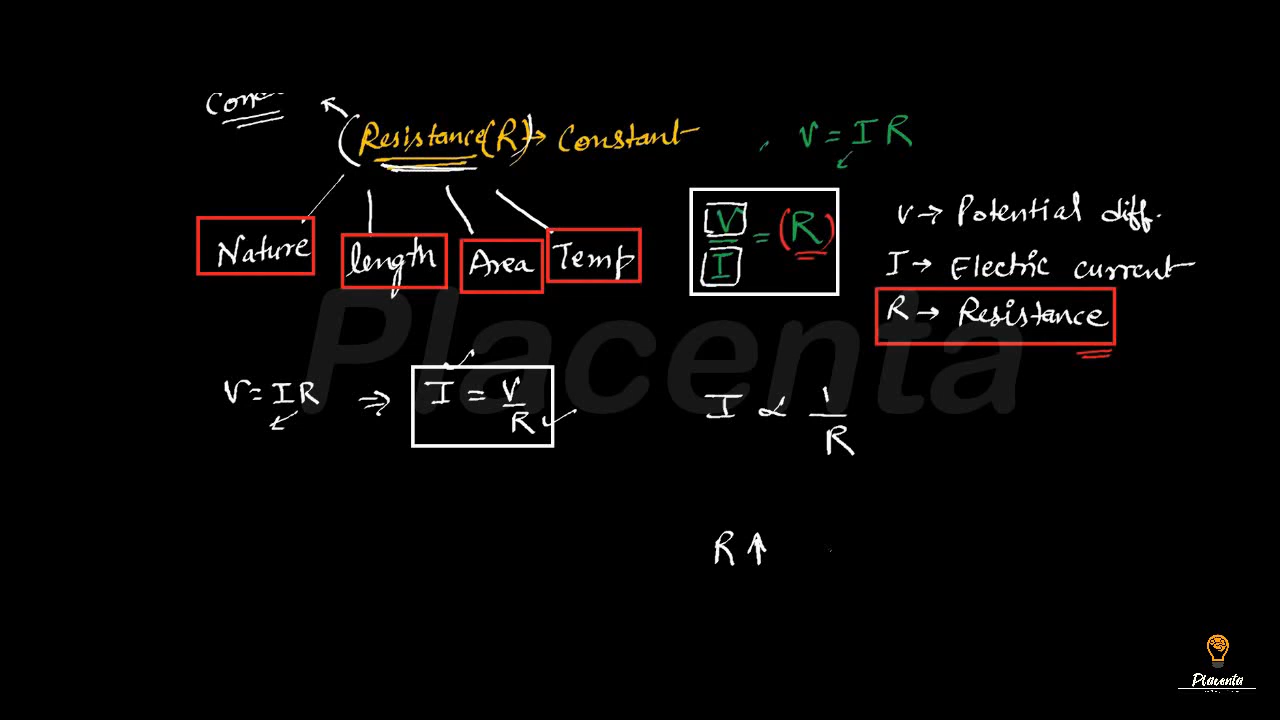 Resistance(R) → Constant
V = IR
Nature
length
Area
Temp
V/I = (R)
V → Potential diff.
I → Electric current
R → Resistance
V = IR ⇒ I = V/R
I ∝ 1/R
R ↑
Placenta
Placenta